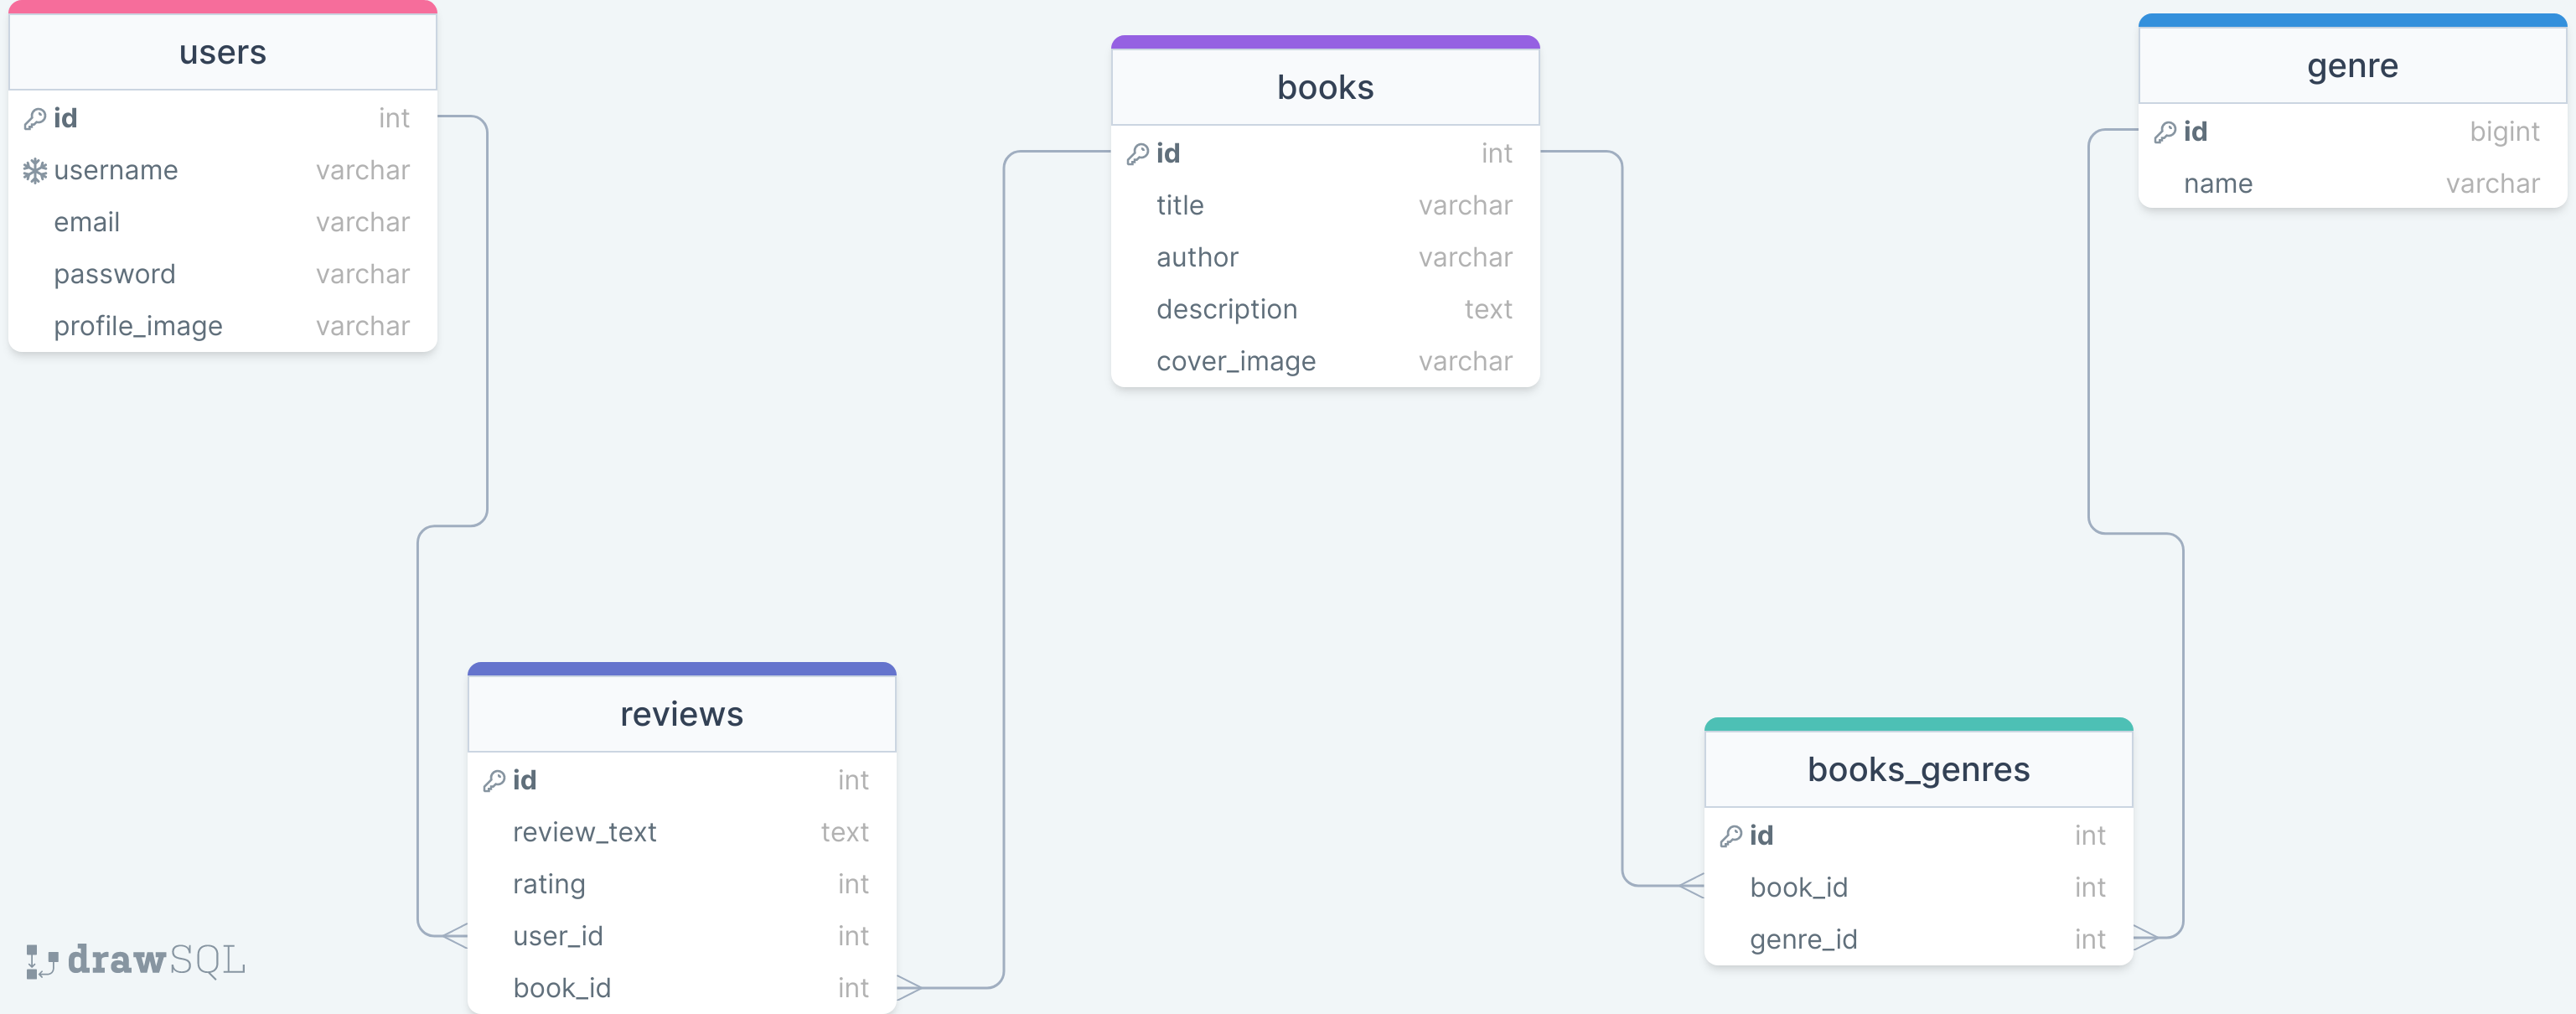 users
id int
username varchar
email varchar
password varchar
profile_image varchar
books
id int
title varchar
author varchar
description text
cover_image varchar
genre
id bigint
name varchar
reviews
id int
review_text text
rating int
user_id int
book_id int
books_genres
id int
book_id int
genre_id int
drawSQL